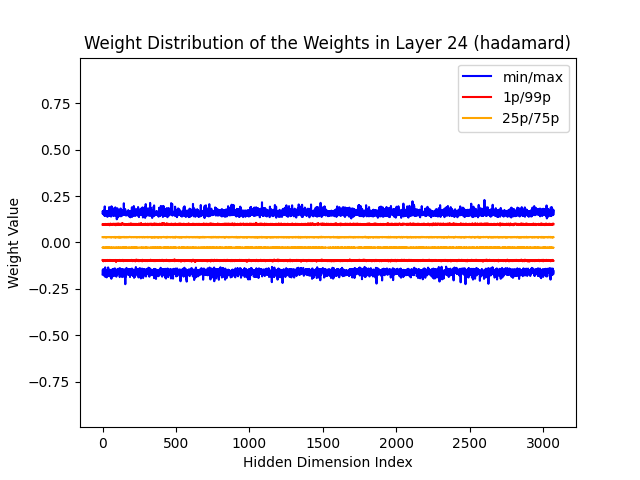 Weight Distribution of the Weights in Layer 24 (hadamard)
min/max
1p/99p
25p/75p
0.75
0.50
0.25
0.00
−0.25
−0.50
−0.75
Weight Value
0 500 1000 1500 2000 2500 3000
Hidden Dimension Index